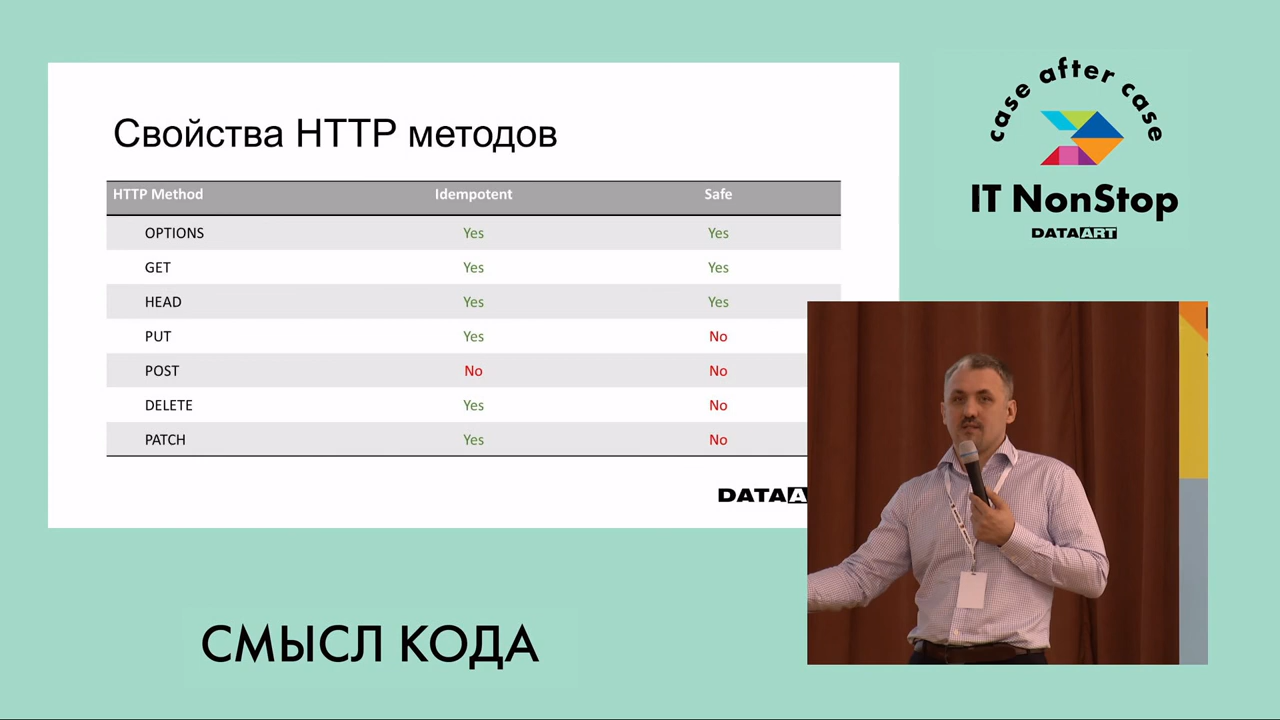 Свойства HTTP методов
HTTP Method Idempotent Safe
OPTIONS Yes Yes
GET Yes Yes
HEAD Yes Yes
PUT Yes No
POST No No
DELETE Yes No
PATCH Yes No
DATAA
case after case
IT NonStop
DATAART
СМЫСЛ КОДА